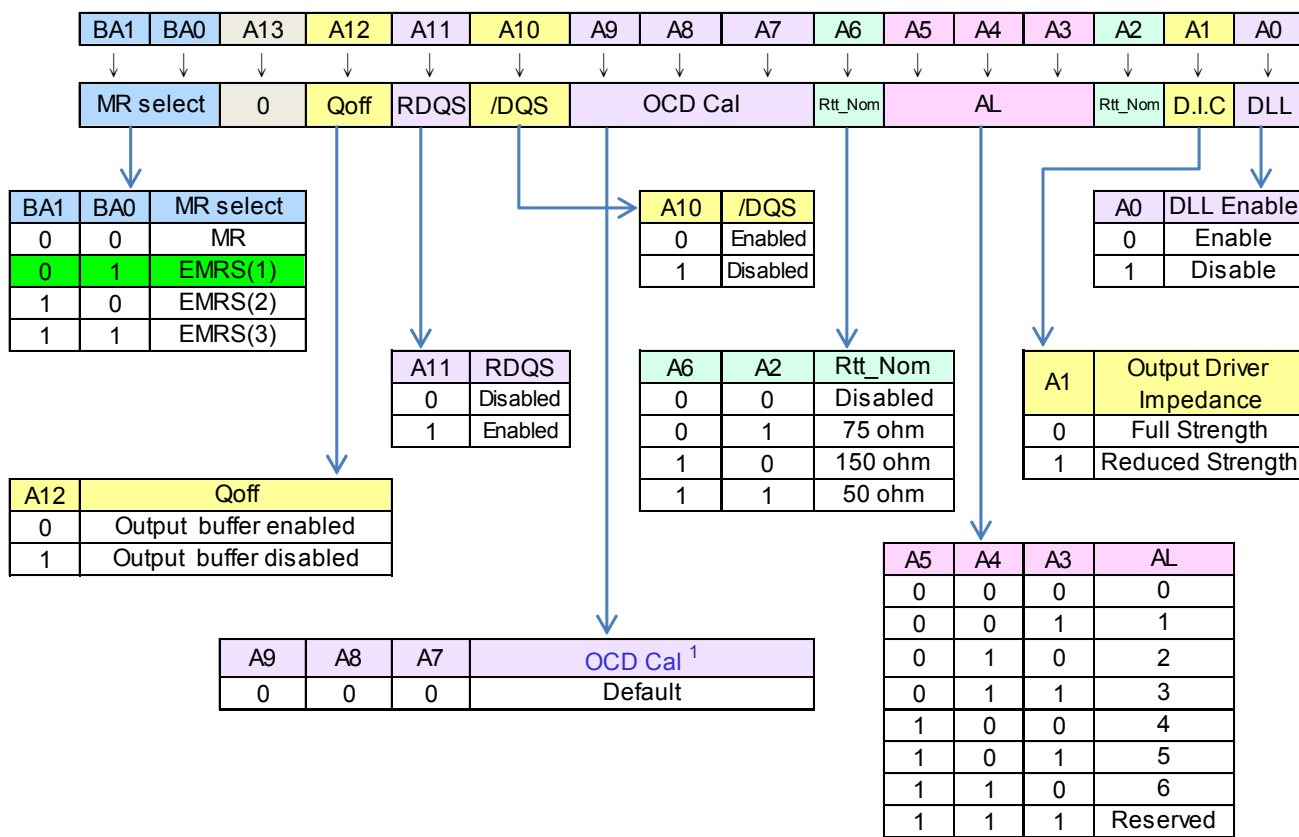 BA1 BA0 A13 A12 A11 A10 A9 A8 A7 A6 A5 A4 A3 A2 A1 A0
MR select 0 Qoff RDQS /DQS OCD Cal Rtt_Nom AL Rtt_Nom D.I.C DLL
BA1 BA0 MR select
0 0 MR
0 1 EMRS(1)
1 0 EMRS(2)
1 1 EMRS(3)
A10 /DQS
0 Enabled
1 Disabled
A0 DLL Enable
0 Enable
1 Disable
A11 RDQS
0 Disabled
1 Enabled
A6 A2 Rtt_Nom
0 0 Disabled
0 1 75 ohm
1 0 150 ohm
1 1 50 ohm
A1 Output Driver
Impedance
0 Full Strength
1 Reduced Strength
A12 Qoff
0 Output buffer enabled
1 Output buffer disabled
A5 A4 A3 AL
0 0 0 0
0 0 1 1
0 1 0 2
0 1 1 3
1 0 0 4
1 0 1 5
1 1 0 6
1 1 1 Reserved
A9 A8 A7 OCD Cal 1
0 0 0 Default